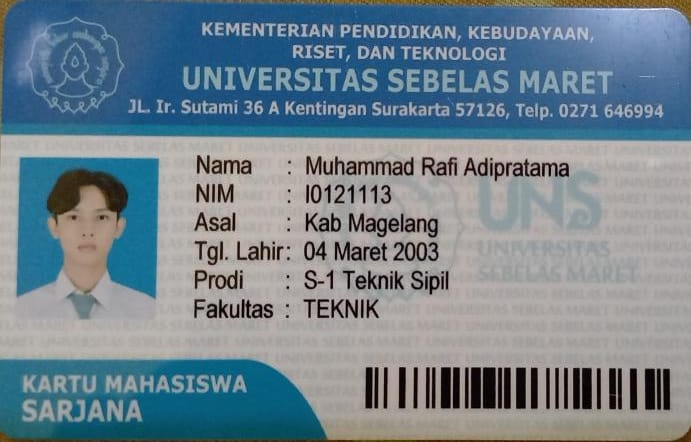 KEMENTERIAN PENDIDIKAN, KEBUDAYAAN,
RISET, DAN TEKNOLOGI
UNIVERSITAS SEBELAS MARET
JL. Ir. Sutami 36 A Kentingan Surakarta 57126, Telp. 0271 646994
Nama : Muhammad Rafi Adipratama
NIM : I0121113
Asal : Kab Magelang
Tgl. Lahir: 04 Maret 2003
Prodi : S-1 Teknik Sipil
Fakultas : TEKNIK
UNS
UNIVERSITAS
SEBELAS MARET
KARTU MAHASISWA
SARJANA